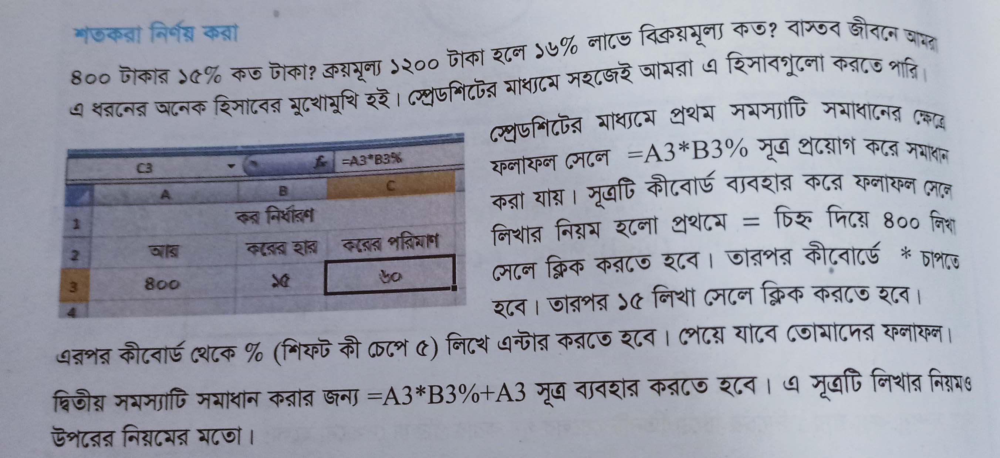 শতকরা নির্ণয় করা
৪০০ টাকার ১৫% কত টাকা? ক্রয়মূল্য ১২০০ টাকা হলে ১৬% লাভে বিক্রয়মূল্য কত? বাস্তব জীবনে আমরা
এ ধরনের অনেক হিসাবের মুখোমুখি হই। স্প্রেডশিটের মাধ্যমে সহজেই আমরা এ হিসাবগুলো করতে পারি।
স্প্রেডশিটের মাধ্যমে প্রথম সমস্যাটি সমাধানের ক্ষেত্রে
ফলাফল সেলে =A3*B3% সূত্র প্রয়োগ করে সমাধান
করা যায়। সূত্রটি কীবোর্ড ব্যবহার করে ফলাফল সেলে
লিখার নিয়ম হলো প্রথমে = চিহ্ন দিয়ে ৪০০ লিখা
সেলে ক্লিক করতে হবে। তারপর কীবোর্ডে * চাপতে
হবে। তারপর ১৫ লিখা সেলে ক্লিক করতে হবে।
C3 fx =A3*B3%
A B C
1 কর নির্ধারণ
2 আয় করের হার করের পরিমাণ
3 ৪০০ ১৫ ৬০
4
এরপর কীবোর্ড থেকে % (শিফট কী চেপে ৫) লিখে এন্টার করতে হবে। পেয়ে যাবে তোমাদের ফলাফল।
দ্বিতীয় সমস্যাটি সমাধান করার জন্য =A3*B3%+A3 সূত্র ব্যবহার করতে হবে। এ সূত্রটি লিখার নিয়মও
উপরের নিয়মের মতো।